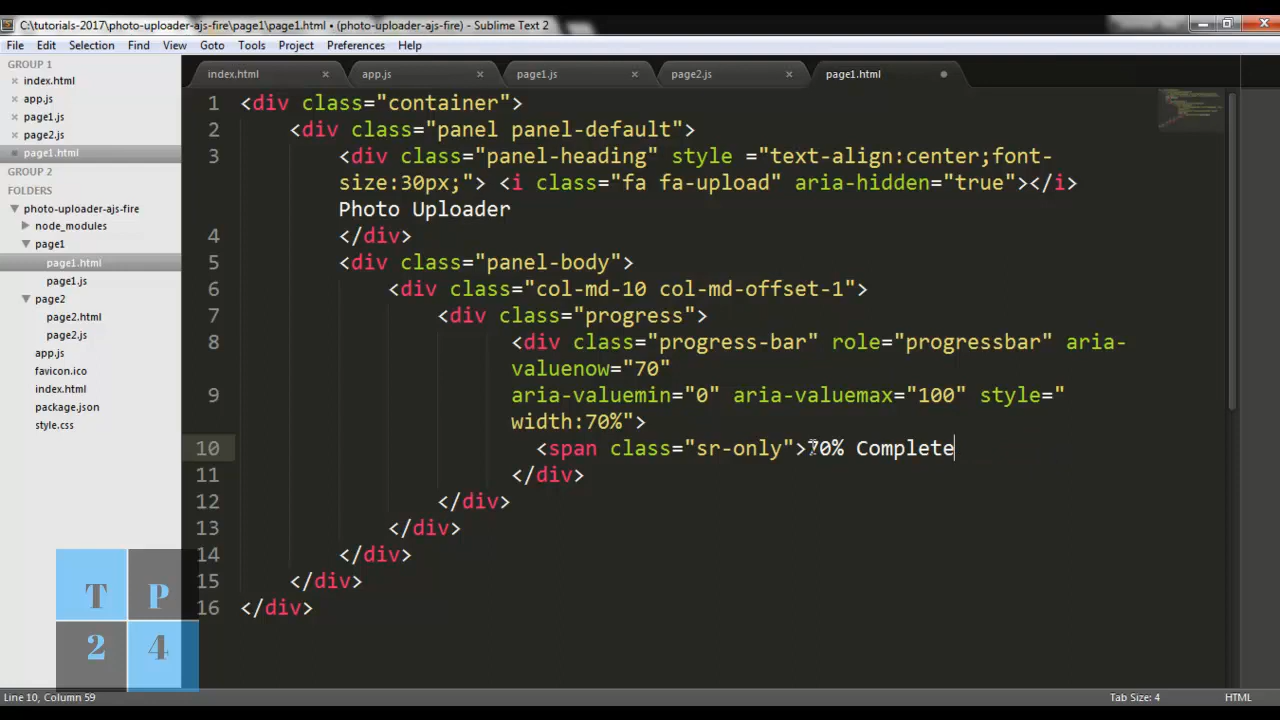 C:\tutorials-2017\photo-uploader-ajs-fire\page1\page1.html • (photo-uploader-ajs-fire) - Sublime Text 2
File Edit Selection Find View Goto Tools Project Preferences Help
GROUP 1
index.html
app.js
page1.js
page2.js
page1.html
GROUP 2
FOLDERS
photo-uploader-ajs-fire
node_modules
page1
page1.html
page1.js
page2
page2.html
page2.js
app.js
favicon.ico
index.html
package.json
style.css
index.html app.js page1.js page2.js page1.html
1 <div class="container">
2 <div class="panel panel-default">
3 <div class="panel-heading" style ="text-align:center;font-
size:30px;"> <i class="fa fa-upload" aria-hidden="true"></i>
Photo Uploader
4 </div>
5 <div class="panel-body">
6 <div class="col-md-10 col-md-offset-1">
7 <div class="progress">
8 <div class="progress-bar" role="progressbar" aria-
valuenow="70"
9 aria-valuemin="0" aria-valuemax="100" style="
width:70%">
10 <span class="sr-only">70% Complete
11 </div>
12 </div>
13 </div>
14 </div>
15 </div>
16 </div>
T P
2 4
Line 10, Column 59
Tab Size: 4
HTML